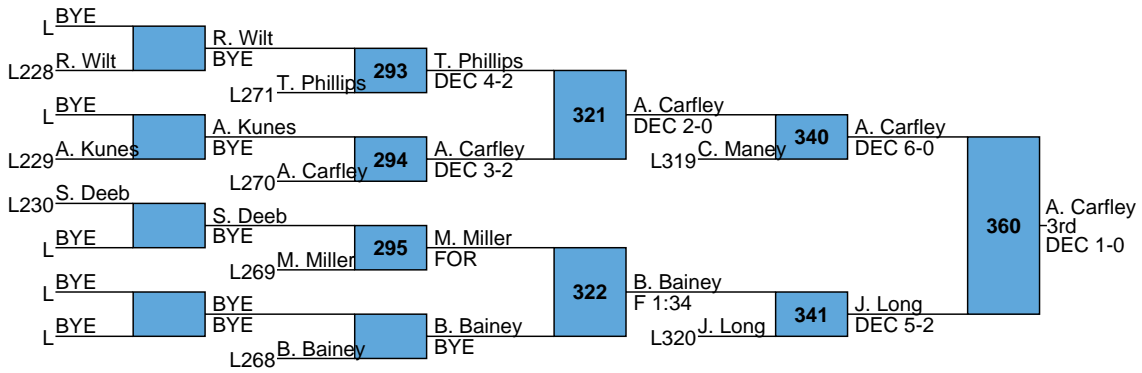 L BYE
R. Wilt
BYE
L228 R. Wilt
293
T. Phillips
DEC 4-2
L271 T. Phillips
L BYE
A. Kunes
BYE
L229 A. Kunes
294
A. Carfley
DEC 3-2
L270 A. Carfley
321
A. Carfley
DEC 2-0
340
A. Carfley
DEC 6-0
L319 C. Maney
L230 S. Deeb
S. Deeb
BYE
L BYE
295
M. Miller
FOR
L269 M. Miller
L BYE
BYE
BYE
L BYE
B. Bainey
BYE
L268 B. Bainey
322
B. Bainey
F 1:34
341
J. Long
DEC 5-2
L320 J. Long
360
A. Carfley
3rd
DEC 1-0